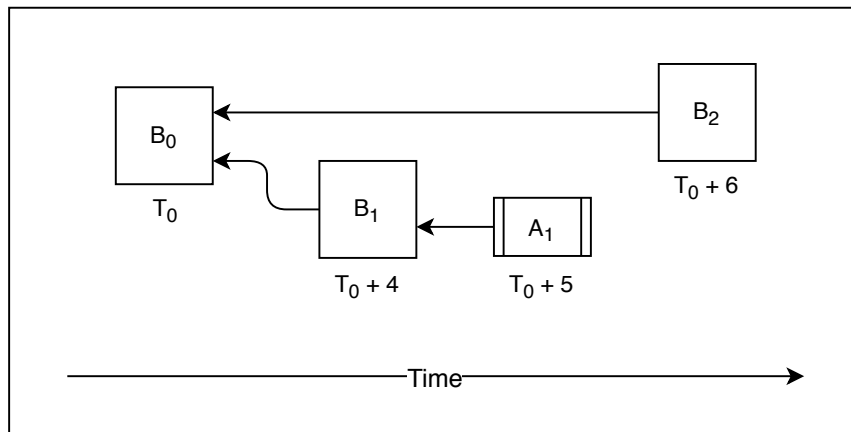 B₂
B₀
T₀ + 6
T₀
B₁
A₁
T₀ + 4
T₀ + 5
Time